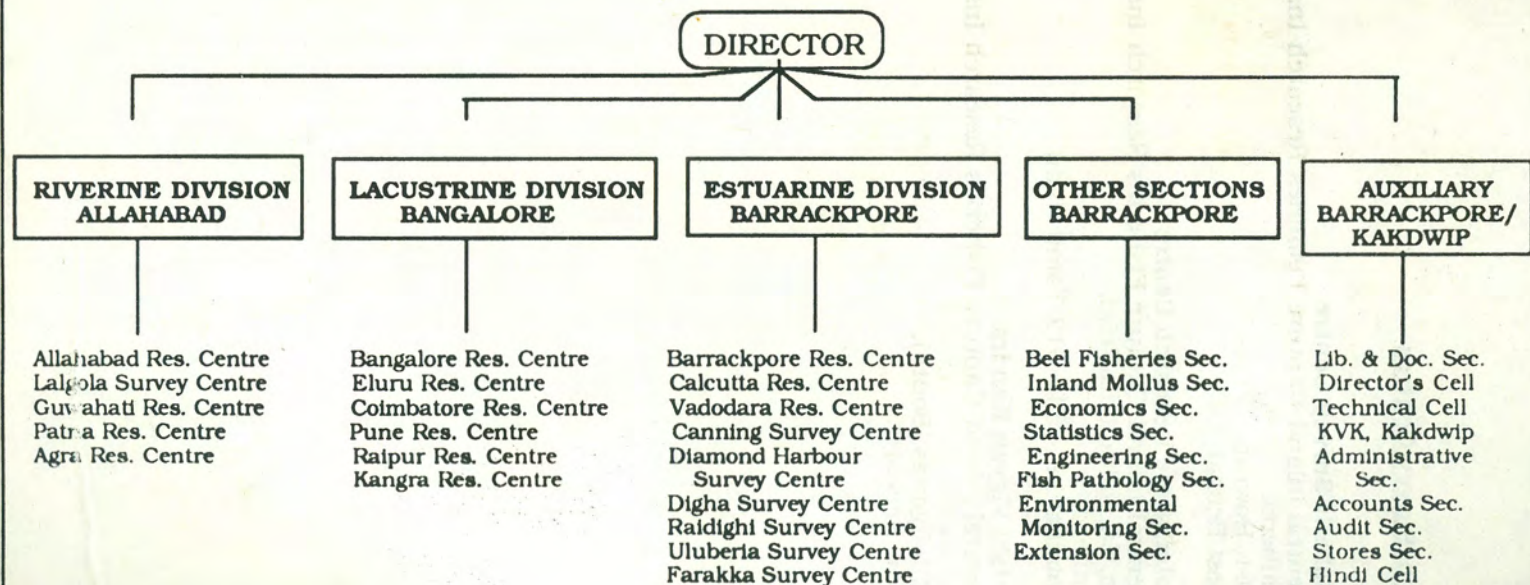 DIRECTOR
RIVERINE DIVISION
ALLAHABAD
Allahabad Res. Centre
Lalgola Survey Centre
Guwahati Res. Centre
Patna Res. Centre
Agra Res. Centre
LACUSTRINE DIVISION
BANGALORE
Bangalore Res. Centre
Eluru Res. Centre
Coimbatore Res. Centre
Pune Res. Centre
Raipur Res. Centre
Kangra Res. Centre
ESTUARINE DIVISION
BARRACKPORE
Barrackpore Res. Centre
Calcutta Res. Centre
Vadodara Res. Centre
Canning Survey Centre
Diamond Harbour
Survey Centre
Digha Survey Centre
Raidighi Survey Centre
Uluberia Survey Centre
Farakka Survey Centre
OTHER SECTIONS
BARRACKPORE
Beel Fisheries Sec.
Inland Mollus Sec.
Economics Sec.
Statistics Sec.
Engineering Sec.
Fish Pathology Sec.
Environmental
Monitoring Sec.
Extension Sec.
AUXILIARY
BARRACKPORE/
KAKDWIP
Lib. & Doc. Sec.
Director's Cell
Technical Cell
KVK, Kakdwip
Administrative
Sec.
Accounts Sec.
Audit Sec.
Stores Sec.
Hindi Cell